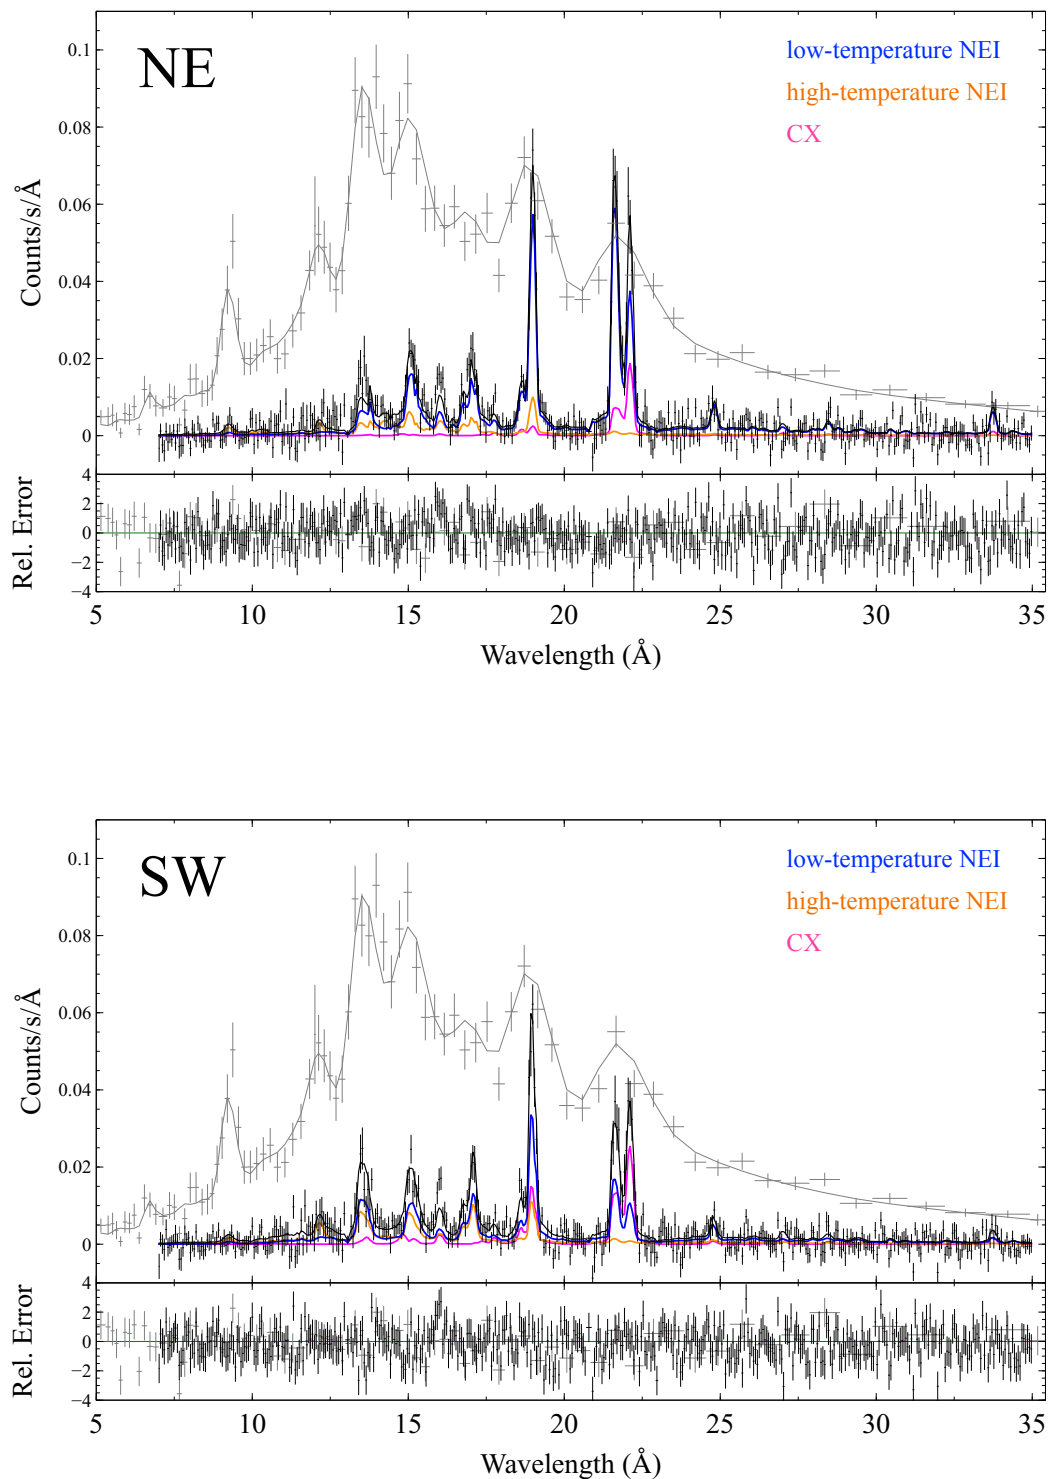 NE
low-temperature NEI
high-temperature NEI
CX
Counts/s/Å
0.1
0.08
0.06
0.04
0.02
0
Rel. Error
4
2
0
−2
−4
5 10 15 20 25 30 35
Wavelength (Å)
SW
low-temperature NEI
high-temperature NEI
CX
Counts/s/Å
0.1
0.08
0.06
0.04
0.02
0
Rel. Error
4
2
0
−2
−4
5 10 15 20 25 30 35
Wavelength (Å)